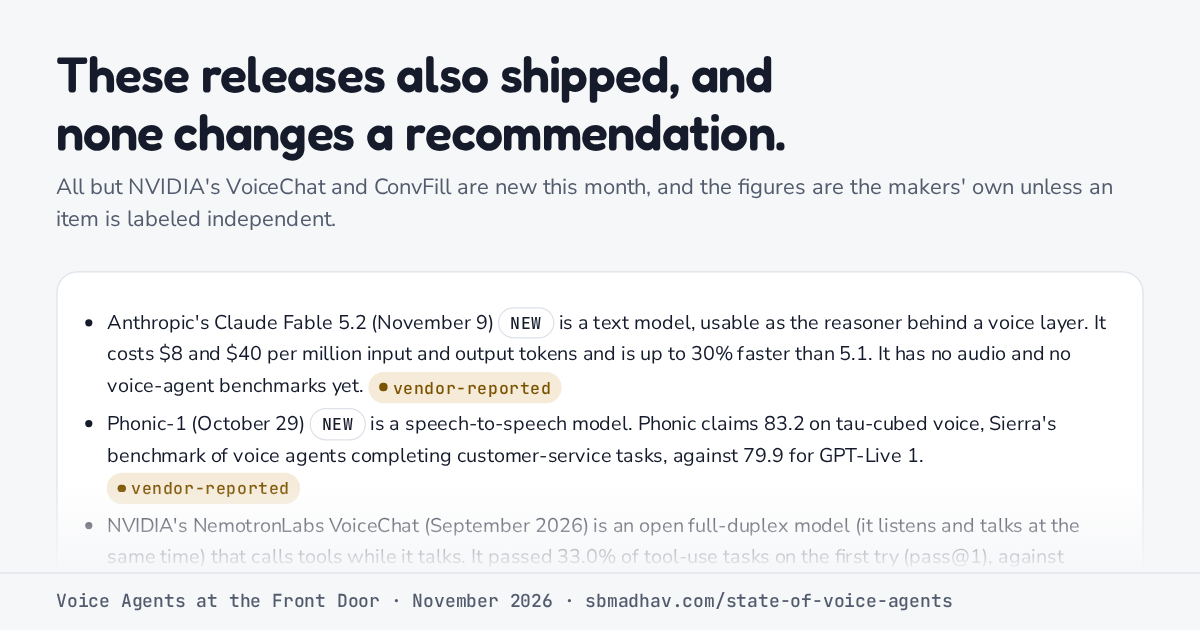 These releases also shipped, and
none changes a recommendation.
All but NVIDIA's VoiceChat and ConvFill are new this month, and the figures are the makers' own unless an
item is labeled independent.
• Anthropic's Claude Fable 5.2 (November 9) NEW is a text model, usable as the reasoner behind a voice layer. It
costs $8 and $40 per million input and output tokens and is up to 30% faster than 5.1. It has no audio and no
voice-agent benchmarks yet. • vendor-reported
• Phonic-1 (October 29) NEW is a speech-to-speech model. Phonic claims 83.2 on tau-cubed voice, Sierra's
benchmark of voice agents completing customer-service tasks, against 79.9 for GPT-Live 1.
• vendor-reported
• NVIDIA's NemotronLabs VoiceChat (September 2026) is an open full-duplex model (it listens and talks at the
same time) that calls tools while it talks. It passed 33.0% of tool-use tasks on the first try (pass@1), against
Voice Agents at the Front Door · November 2026 · sbmadhav.com/state-of-voice-agents